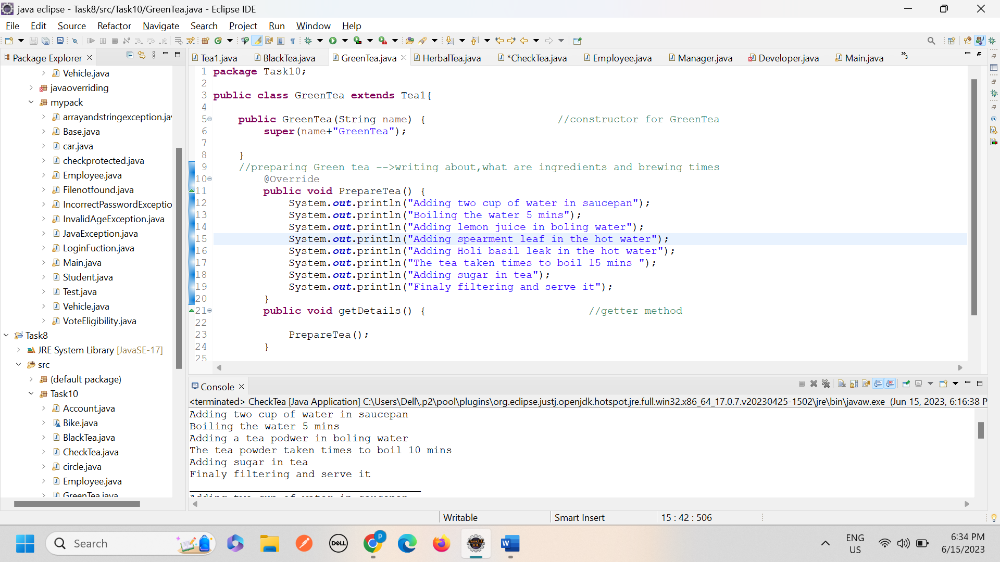 java eclipse - Task8/src/Task10/GreenTea.java - Eclipse IDE
File Edit Source Refactor Navigate Search Project Run Window Help
Package Explorer
Vehicle.java
javaoverriding
mypack
arrayandstringexception.jav
Base.java
car.java
checkprotected.java
Employee.java
Filenotfound.java
IncorrectPasswordExceptio
InvalidAgeException.java
JavaException.java
LoginFuction.java
Main.java
Student.java
Test.java
Vehicle.java
VoteEligibility.java
Task8
JRE System Library [JavaSE-17]
src
(default package)
Task10
Account.java
Bike.java
BlackTea.java
CheckTea.java
circle.java
Employee.java
GreenTea.java
Tea1.java BlackTea.java GreenTea.java HerbalTea.java *CheckTea.java Employee.java Manager.java Developer.java Main.java »3
1 package Task10;
2
3 public class GreenTea extends Tea1{
4
5 public GreenTea(String name) { //constructor for GreenTea
6 super(name+"GreenTea");
7
8 }
9 //preparing Green tea -->writing about,what are ingredients and brewing times
10 @Override
11 public void PrepareTea() {
12 System.out.println("Adding two cup of water in saucepan");
13 System.out.println("Boiling the water 5 mins");
14 System.out.println("Adding lemon juice in boling water");
15 System.out.println("Adding spearment leaf in the hot water");
16 System.out.println("Adding Holi basil leak in the hot water");
17 System.out.println("The tea taken times to boil 15 mins ");
18 System.out.println("Adding sugar in tea");
19 System.out.println("Finaly filtering and serve it");
20 }
21 public void getDetails() { //getter method
22
23 PrepareTea();
24 }
25
Console
<terminated> CheckTea [Java Application] C:\Users\Dell\.p2\pool\plugins\org.eclipse.justj.openjdk.hotspot.jre.full.win32.x86_64_17.0.7.v20230425-1502\jre\bin\javaw.exe (Jun 15, 2023, 6:16:38 P
Adding two cup of water in saucepan
Boiling the water 5 mins
Adding a tea podwer in boling water
The tea powder taken times to boil 10 mins
Adding sugar in tea
Finaly filtering and serve it
Adding two cup of water in saucepan
Writable Smart Insert 15 : 42 : 506
Search
DELL
p
Java EE IDE
W
ENG
US
6:34 PM
6/15/2023